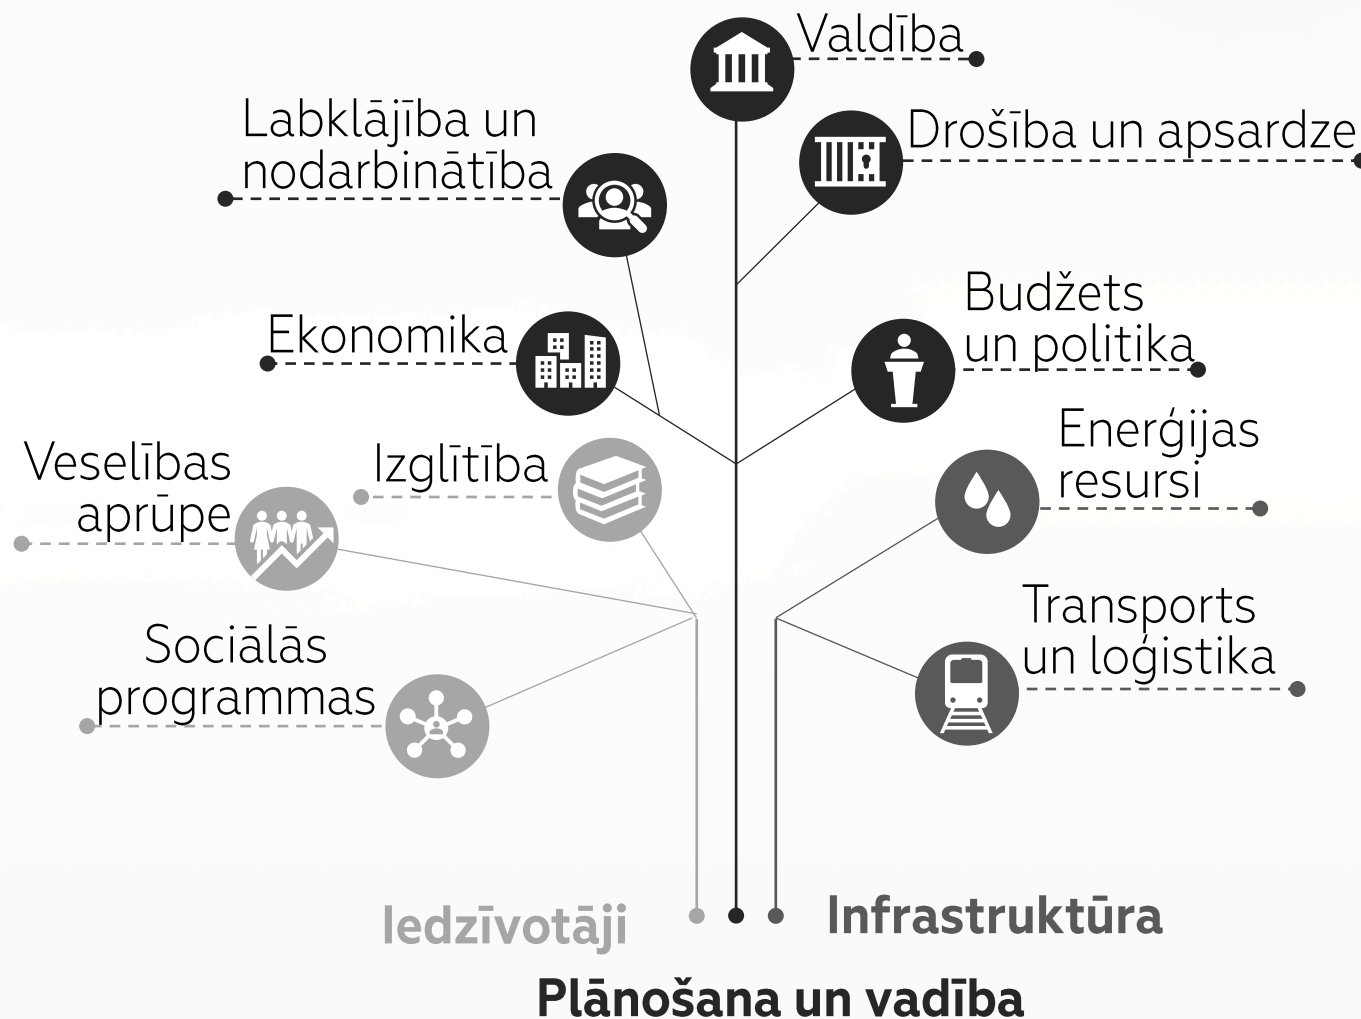 Valdība
Labklājība un
nodarbinātība
Drošība un apsardze
Budžets
un politika
Ekonomika
Enerģijas
resursi
Veselības
aprūpe
Izglītība
Transports
un loģistika
Sociālās
programmas
Iedzīvotāji
Infrastruktūra
Plānošana un vadība